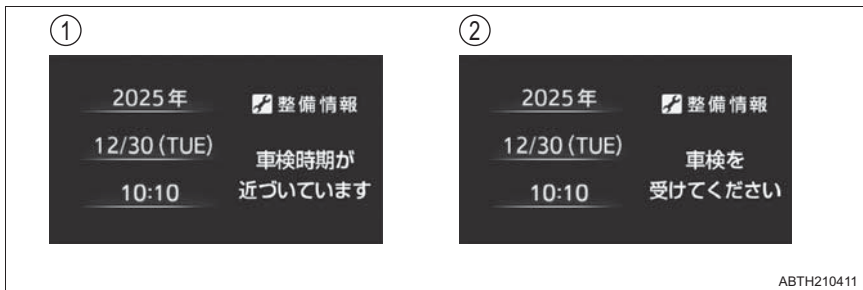 ①
2025年
12/30 (TUE)
10:10
整備情報
車検時期が
近づいています
②
2025年
12/30 (TUE)
10:10
整備情報
車検を
受けてください
ABTH210411